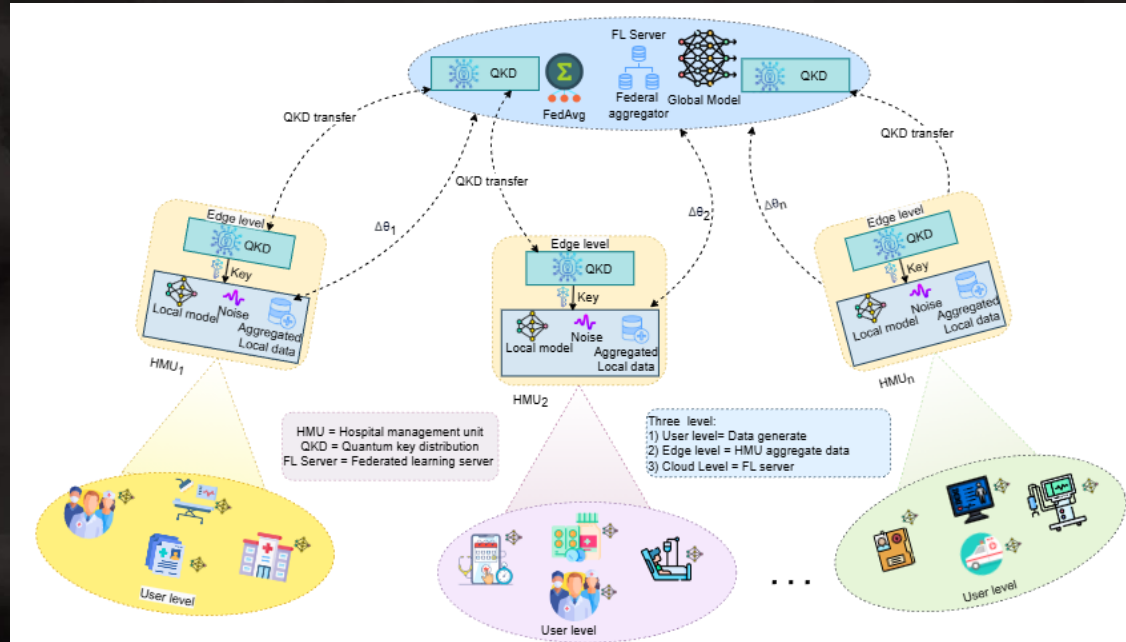 FL Server
QKD
FedAvg
Federal
aggregator
Global Model
QKD
QKD transfer
QKD transfer
QKD transfer
Δθ1
Δθ2
Δθn
Edge level
QKD
Key
Local model
Noise
Aggregated
Local data
HMU1
Edge level
QKD
Key
Local model
Noise
Aggregated
Local data
HMU2
Edge level
QKD
Key
Local model
Noise
Aggregated
Local data
HMUn
HMU = Hospital management unit
QKD = Quantum key distribution
FL Server = Federated learning server
Three level:
1) User level= Data generate
2) Edge level = HMU aggregate data
3) Cloud Level = FL server
User level
User level
...
User level